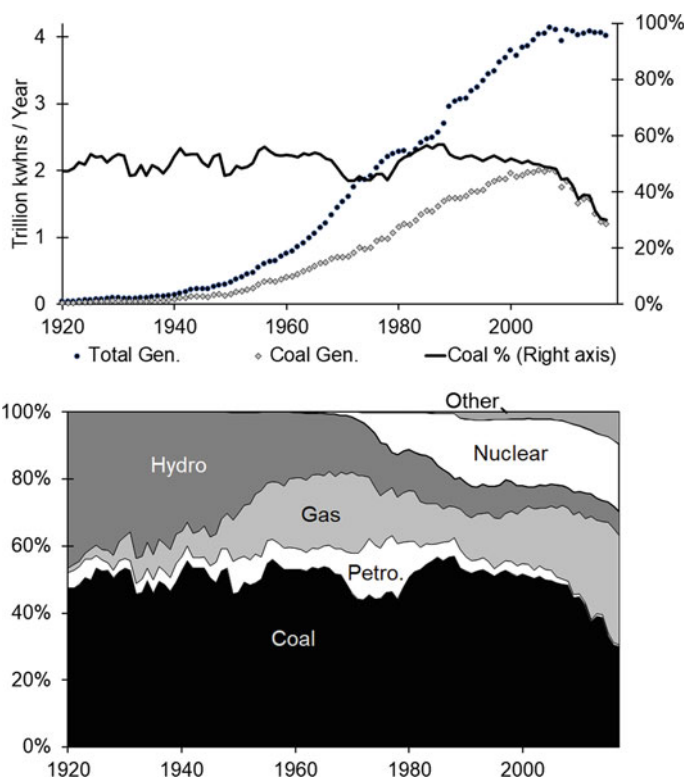 4
3
2
1
0
Trillion kwhrs / Year
100%
80%
60%
40%
20%
0%
1920 1940 1960 1980 2000
Total Gen. Coal Gen. Coal % (Right axis)
100%
80%
60%
40%
20%
0%
Other
Nuclear
Hydro
Gas
Petro.
Coal
1920 1940 1960 1980 2000